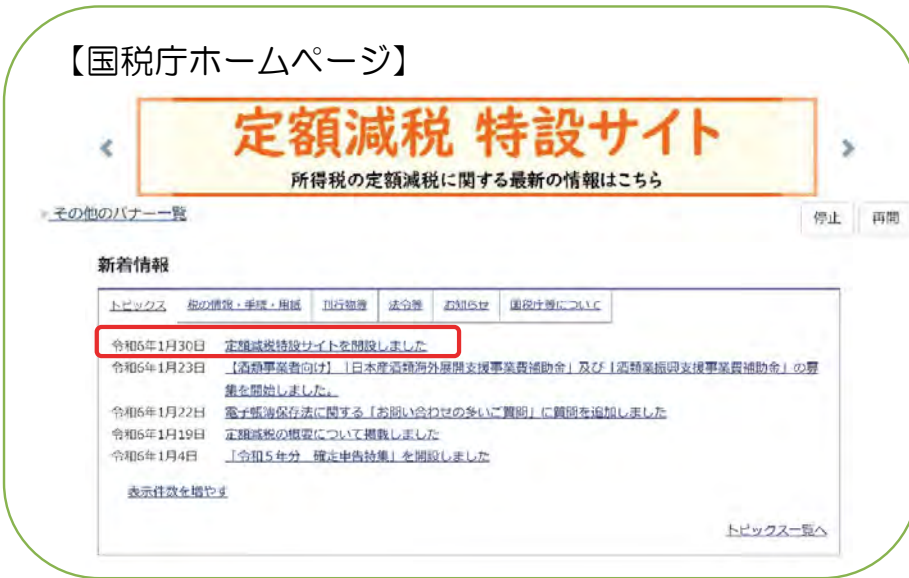 【国税庁ホームページ】
定額減税 特設サイト
所得税の定額減税に関する最新の情報はこちら
その他のバナー一覧
停止 再開
新着情報
トピックス 税の情報・手続・用紙 刊行物等 法令等 お知らせ 国税庁等について
令和6年1月30日 定額減税特設サイトを開設しました
令和6年1月23日 【酒類事業者向け】「日本産酒類海外展開支援事業費補助金」及び「酒類業振興支援事業費補助金」の募
集を開始しました。
令和6年1月22日 電子帳簿保存法に関する「お問い合わせの多いご質問」に質問を追加しました
令和6年1月19日 定額減税の概要について掲載しました
令和6年1月4日 「令和5年分 確定申告特集」を開設しました
表示件数を増やす
トピックス一覧へ